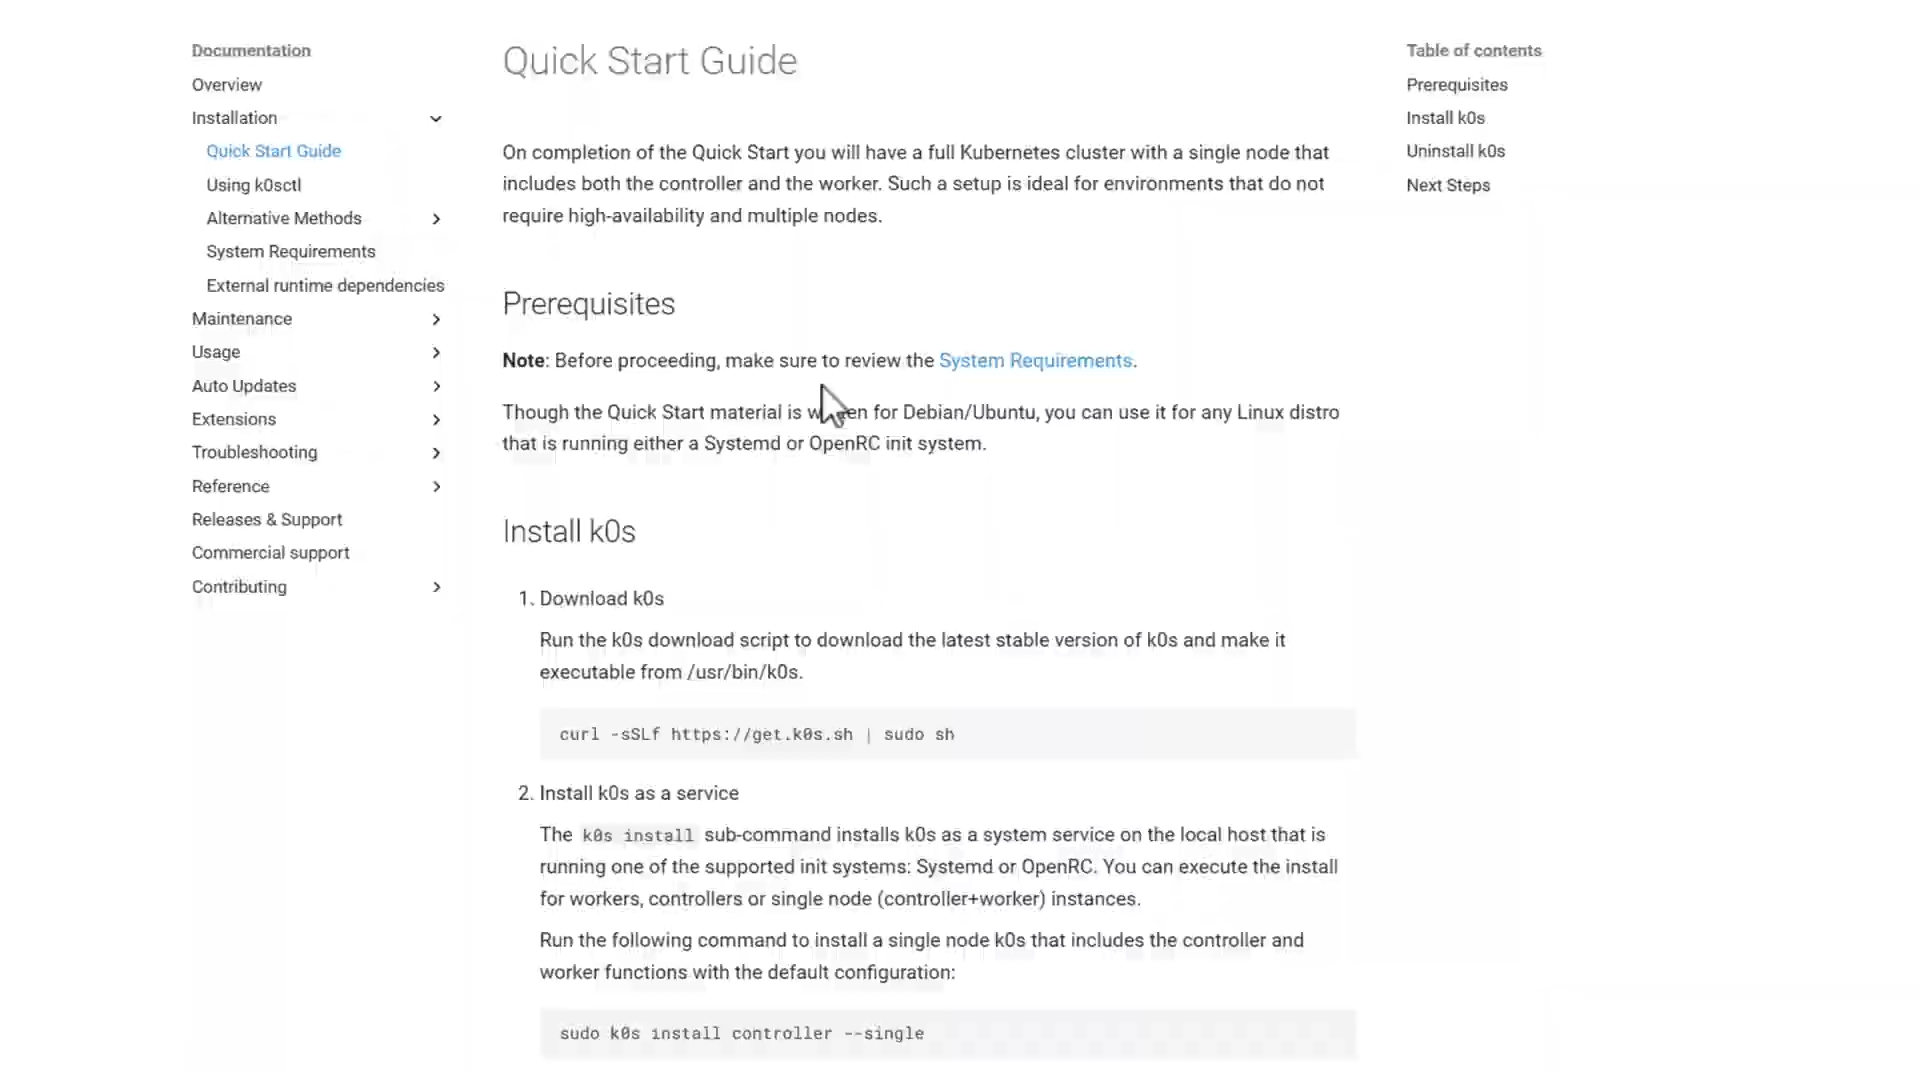 Documentation
Overview
Installation
Quick Start Guide
Using k0sctl
Alternative Methods
System Requirements
External runtime dependencies
Maintenance
Usage
Auto Updates
Extensions
Troubleshooting
Reference
Releases & Support
Commercial support
Contributing
Quick Start Guide
On completion of the Quick Start you will have a full Kubernetes cluster with a single node that
includes both the controller and the worker. Such a setup is ideal for environments that do not
require high-availability and multiple nodes.
Prerequisites
Note: Before proceeding, make sure to review the System Requirements.
Though the Quick Start material is written for Debian/Ubuntu, you can use it for any Linux distro
that is running either a Systemd or OpenRC init system.
Install k0s
1. Download k0s
Run the k0s download script to download the latest stable version of k0s and make it
executable from /usr/bin/k0s.
curl -sSLf https://get.k0s.sh | sudo sh
2. Install k0s as a service
The k0s install sub-command installs k0s as a system service on the local host that is
running one of the supported init systems: Systemd or OpenRC. You can execute the install
for workers, controllers or single node (controller+worker) instances.
Run the following command to install a single node k0s that includes the controller and
worker functions with the default configuration:
sudo k0s install controller --single
Table of contents
Prerequisites
Install k0s
Uninstall k0s
Next Steps